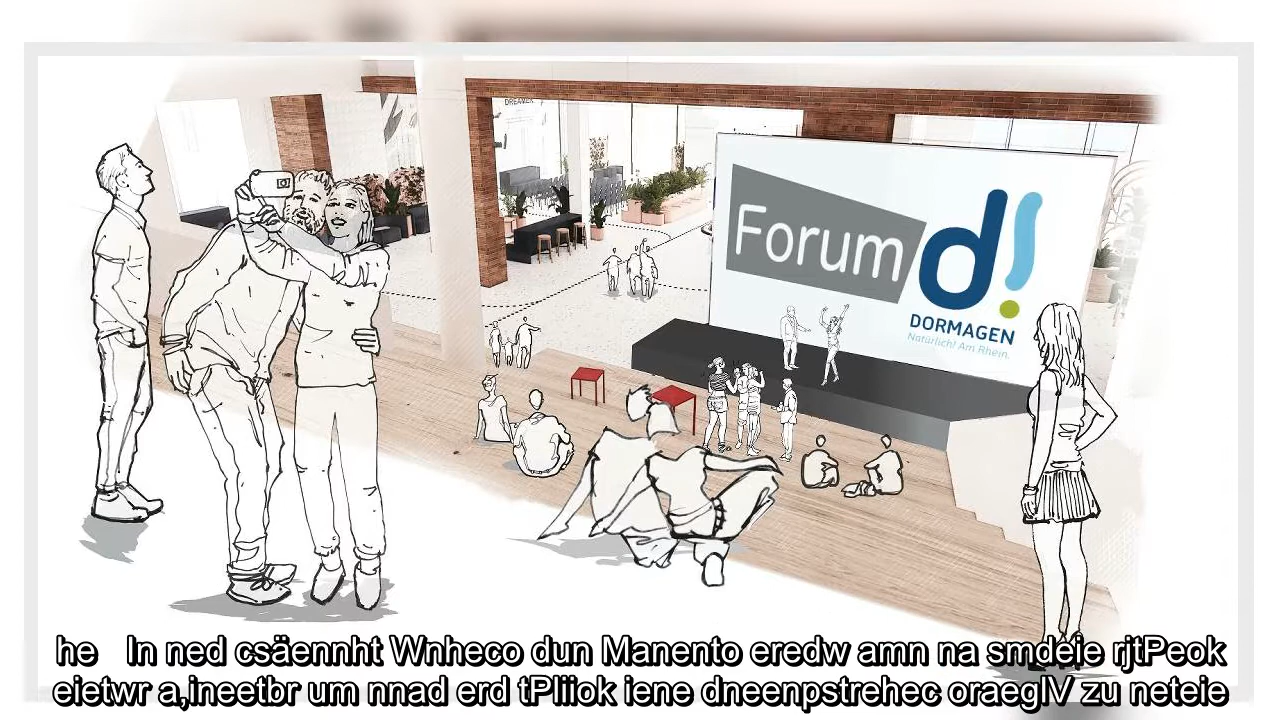 DREAMER
Forum
d!
DORMAGEN
Natürlich! Am Rhein.
he In ned csäennht Wnheco dun Manento eredw amn na smdeie rjtPeok
eietwr a,ineetbr um nnad erd tPliiok iene dneenpstrehec oraeglV zu neteie